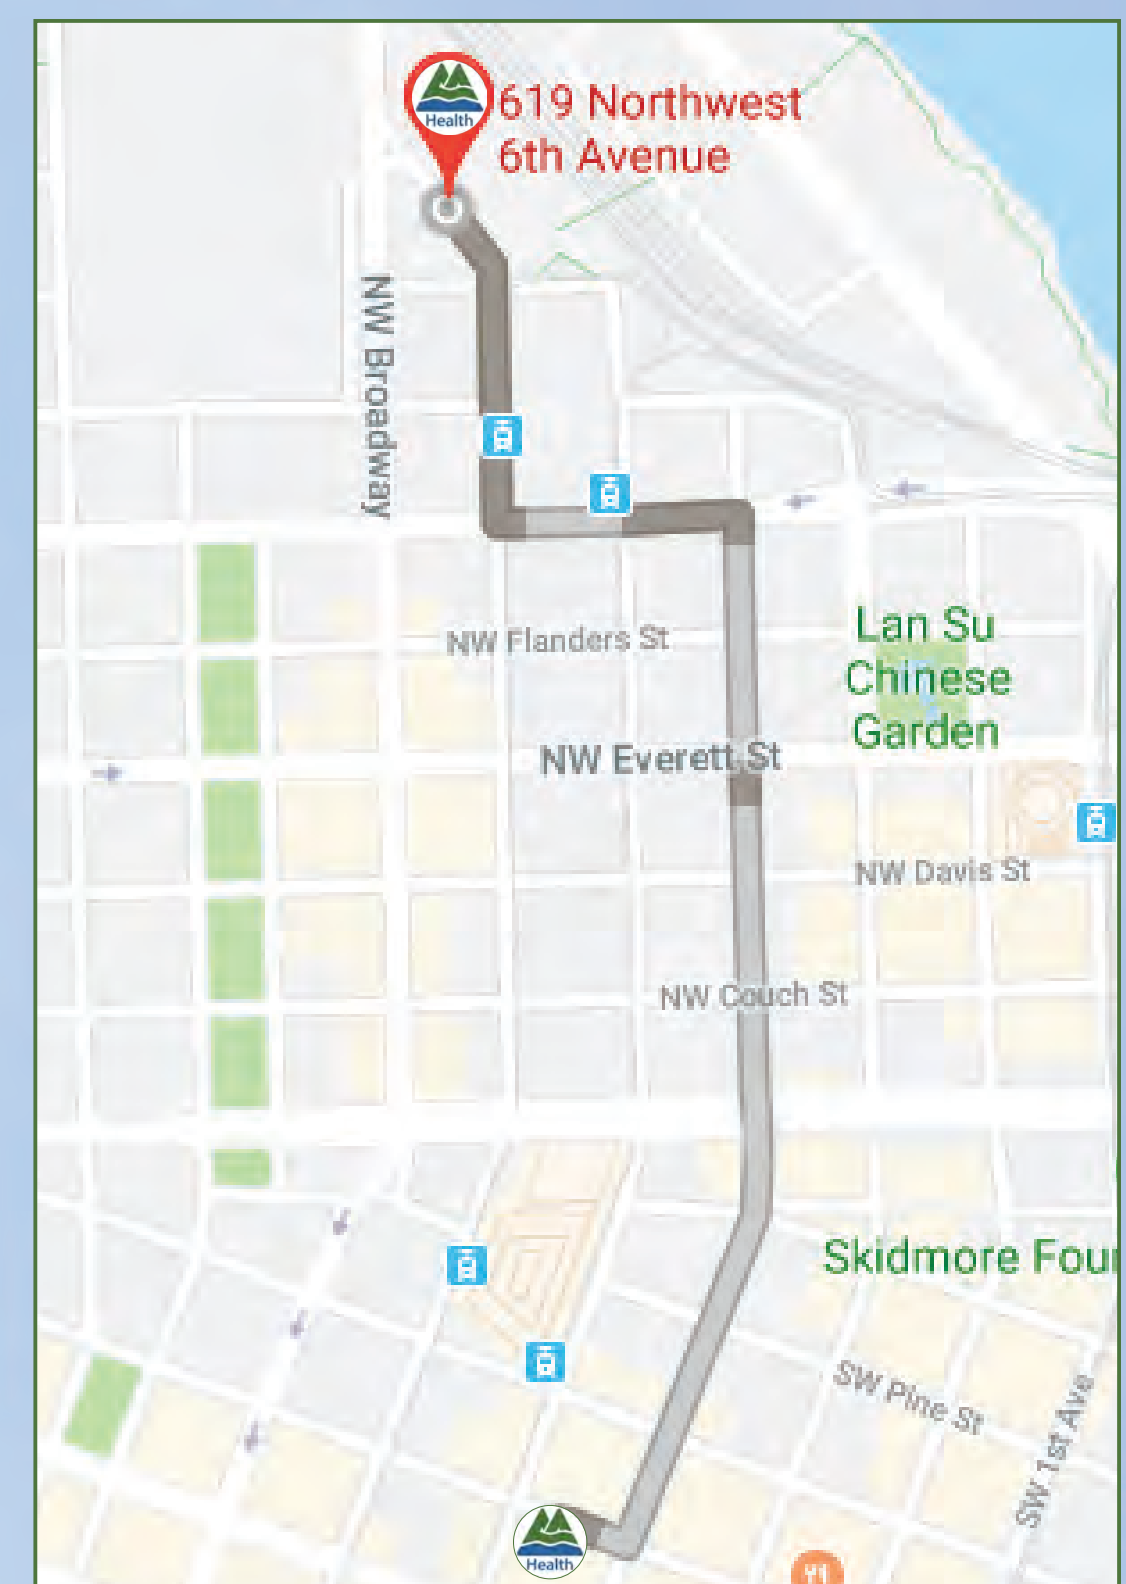 Health
619 Northwest
6th Avenue
NW Broadway
NW Flanders St
Lan Su
Chinese
Garden
NW Everett St
NW Davis St
NW Couch St
Skidmore Four
SW Pine St
SW 1st Ave
Health